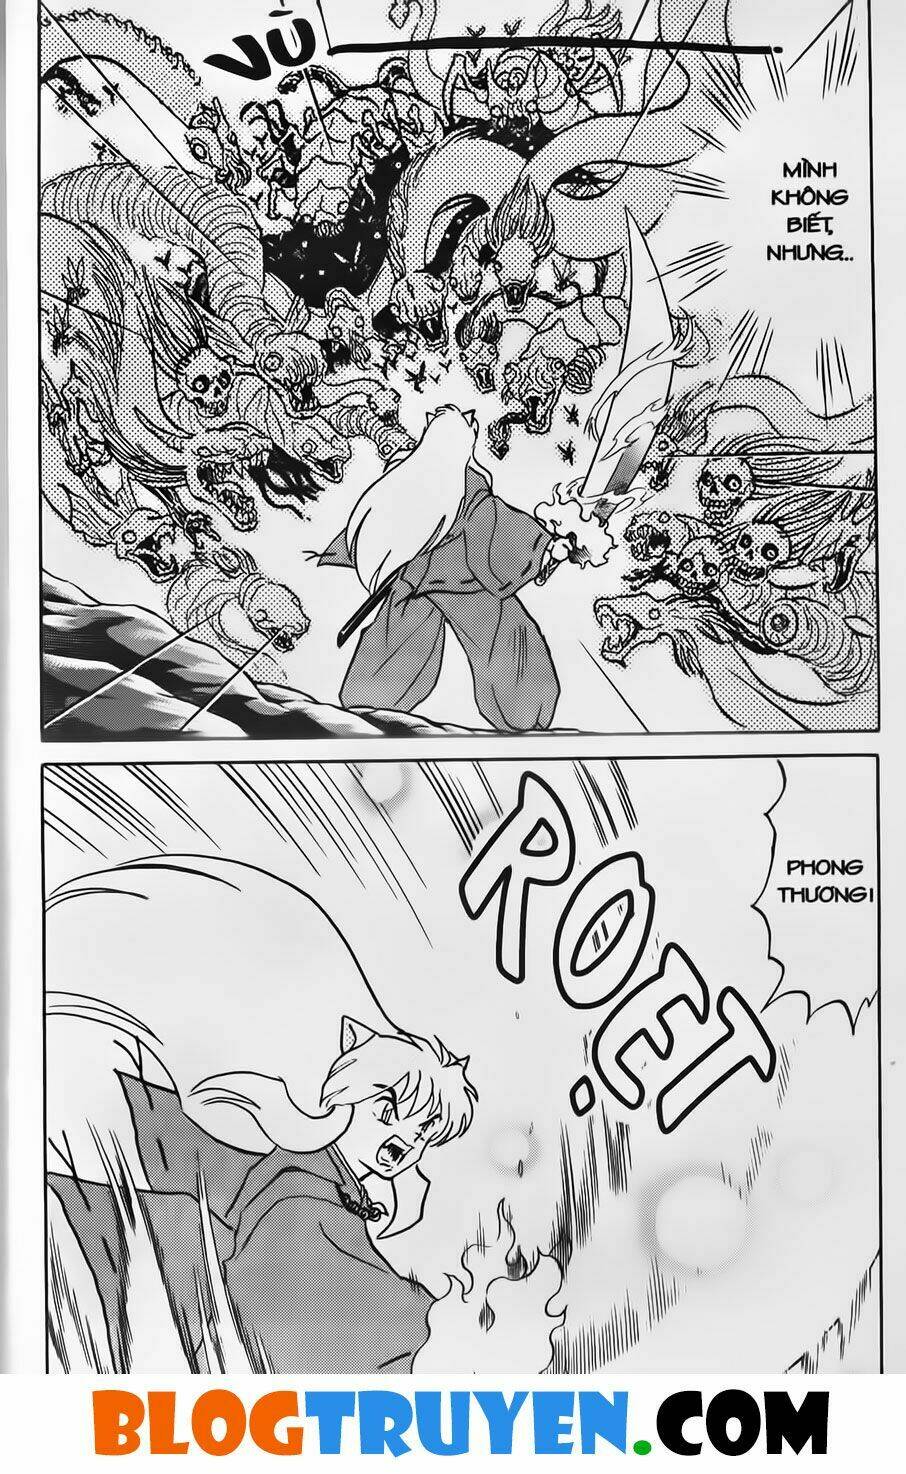 VÙ
MÌNH
KHÔNG
BIẾT,
NHƯNG...
PHONG
THƯƠNG!
ROẸT
BLOGTRUYEN.COM